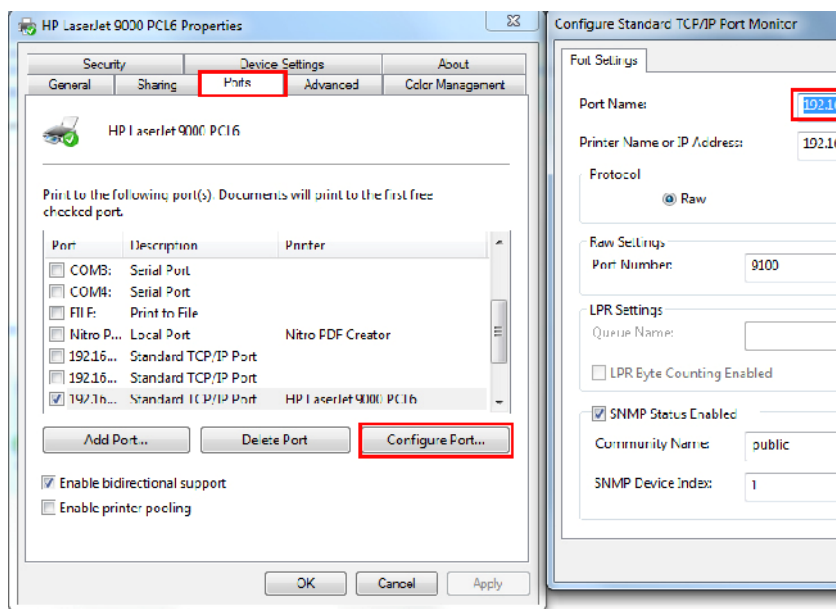 HP LaserJet 9000 PCL6 Properties
Security Device Settings About
General Sharing Ports Advanced Color Management
HP LaserJet 9000 PCL6
Print to the following port(s). Documents will print to the first free
checked port.
Port Description Printer
COM3: Serial Port
COM4: Serial Port
FILE: Print to File
Nitro P... Local Port Nitro PDF Creator
192.16... Standard TCP/IP Port
192.16... Standard TCP/IP Port
192.16... Standard TCP/IP Port HP LaserJet 9000 PCL6
Add Port... Delete Port Configure Port...
Enable bidirectional support
Enable printer pooling
OK Cancel Apply
Configure Standard TCP/IP Port Monitor
Port Settings
Port Name: 192.16
Printer Name or IP Address: 192.16
Protocol
Raw
Raw Settings
Port Number: 9100
LPR Settings
Queue Name:
LPR Byte Counting Enabled
SNMP Status Enabled
Community Name: public
SNMP Device Index: 1